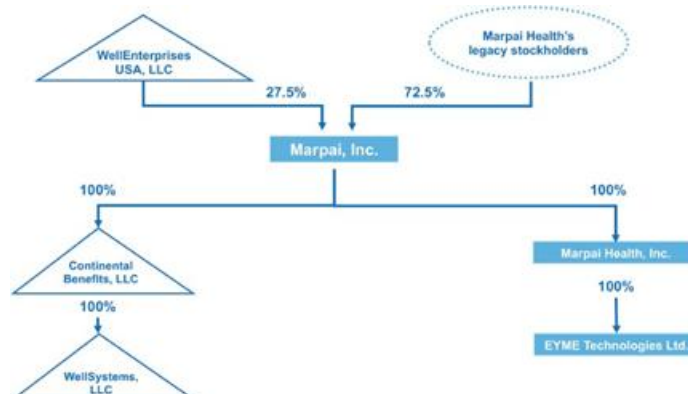 WellEnterprises
USA, LLC
Marpai Health's
legacy stockholders
27.5%
72.5%
Marpai, Inc.
100%
100%
Continental
Benefits, LLC
Marpai Health, Inc.
100%
100%
WellSystems,
LLC
EYME Technologies Ltd.